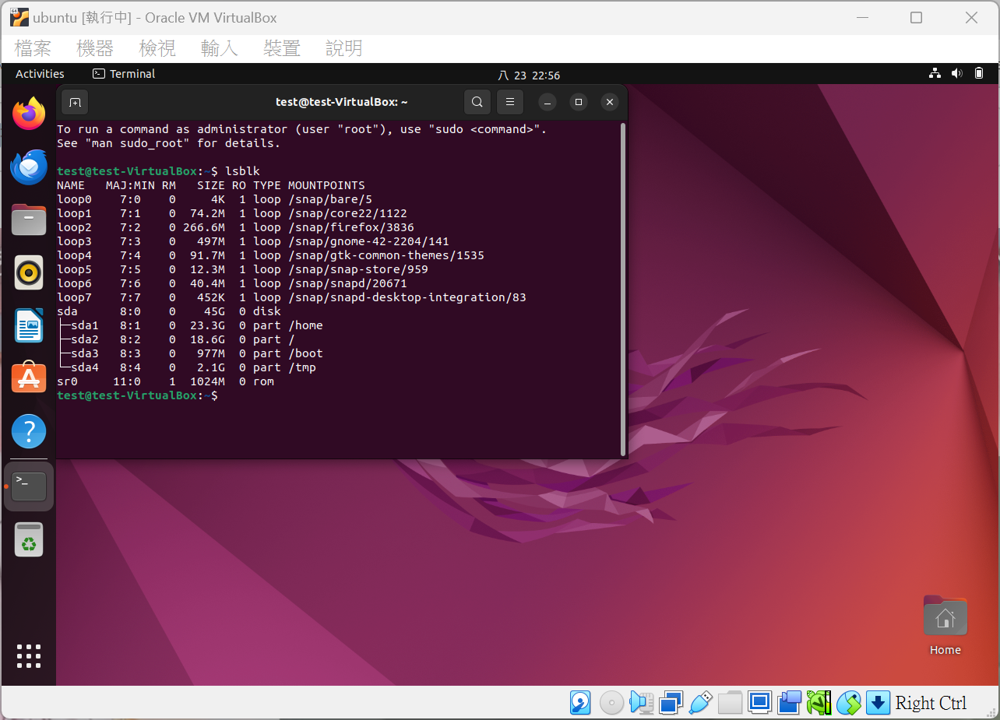 ubuntu [執行中] - Oracle VM VirtualBox
檔案 機器 檢視 輸入 裝置 說明
Activities Terminal 八 23 22:56
test@test-VirtualBox: ~
To run a command as administrator (user "root"), use "sudo <command>".
See "man sudo_root" for details.
test@test-VirtualBox:~$ lsblk
NAME   MAJ:MIN RM   SIZE RO TYPE MOUNTPOINTS
loop0    7:0    0     4K  1 loop /snap/bare/5
loop1    7:1    0  74.2M  1 loop /snap/core22/1122
loop2    7:2    0 266.6M  1 loop /snap/firefox/3836
loop3    7:3    0   497M  1 loop /snap/gnome-42-2204/141
loop4    7:4    0  91.7M  1 loop /snap/gtk-common-themes/1535
loop5    7:5    0  12.3M  1 loop /snap/snap-store/959
loop6    7:6    0  40.4M  1 loop /snap/snapd/20671
loop7    7:7    0   452K  1 loop /snap/snapd-desktop-integration/83
sda      8:0    0    45G  0 disk
├─sda1   8:1    0  23.3G  0 part /home
├─sda2   8:2    0  18.6G  0 part /
├─sda3   8:3    0   977M  0 part /boot
└─sda4   8:4    0   2.1G  0 part /tmp
sr0     11:0    1  1024M  0 rom
test@test-VirtualBox:~$
Home
Right Ctrl